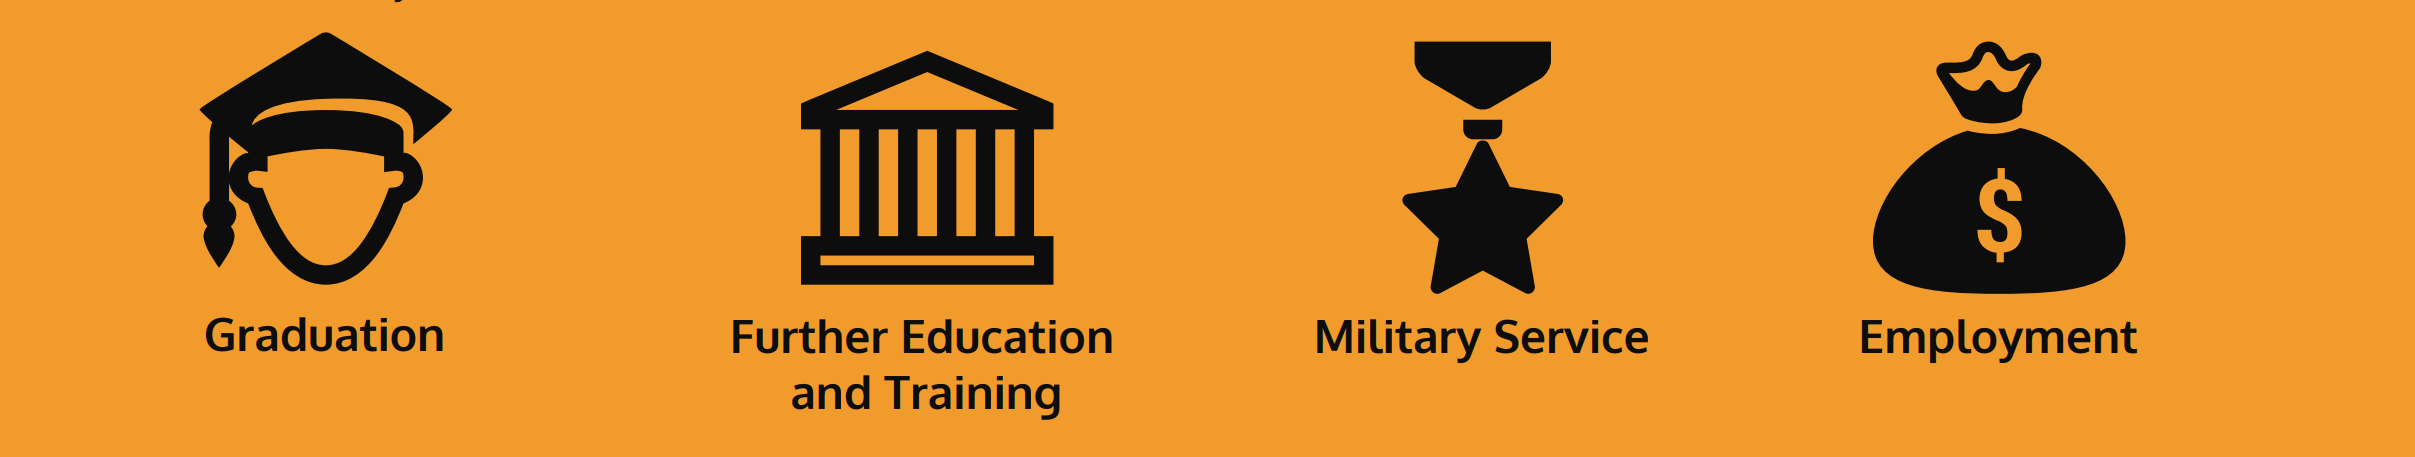 Graduation
Further Education
and Training
Military Service
Employment
$